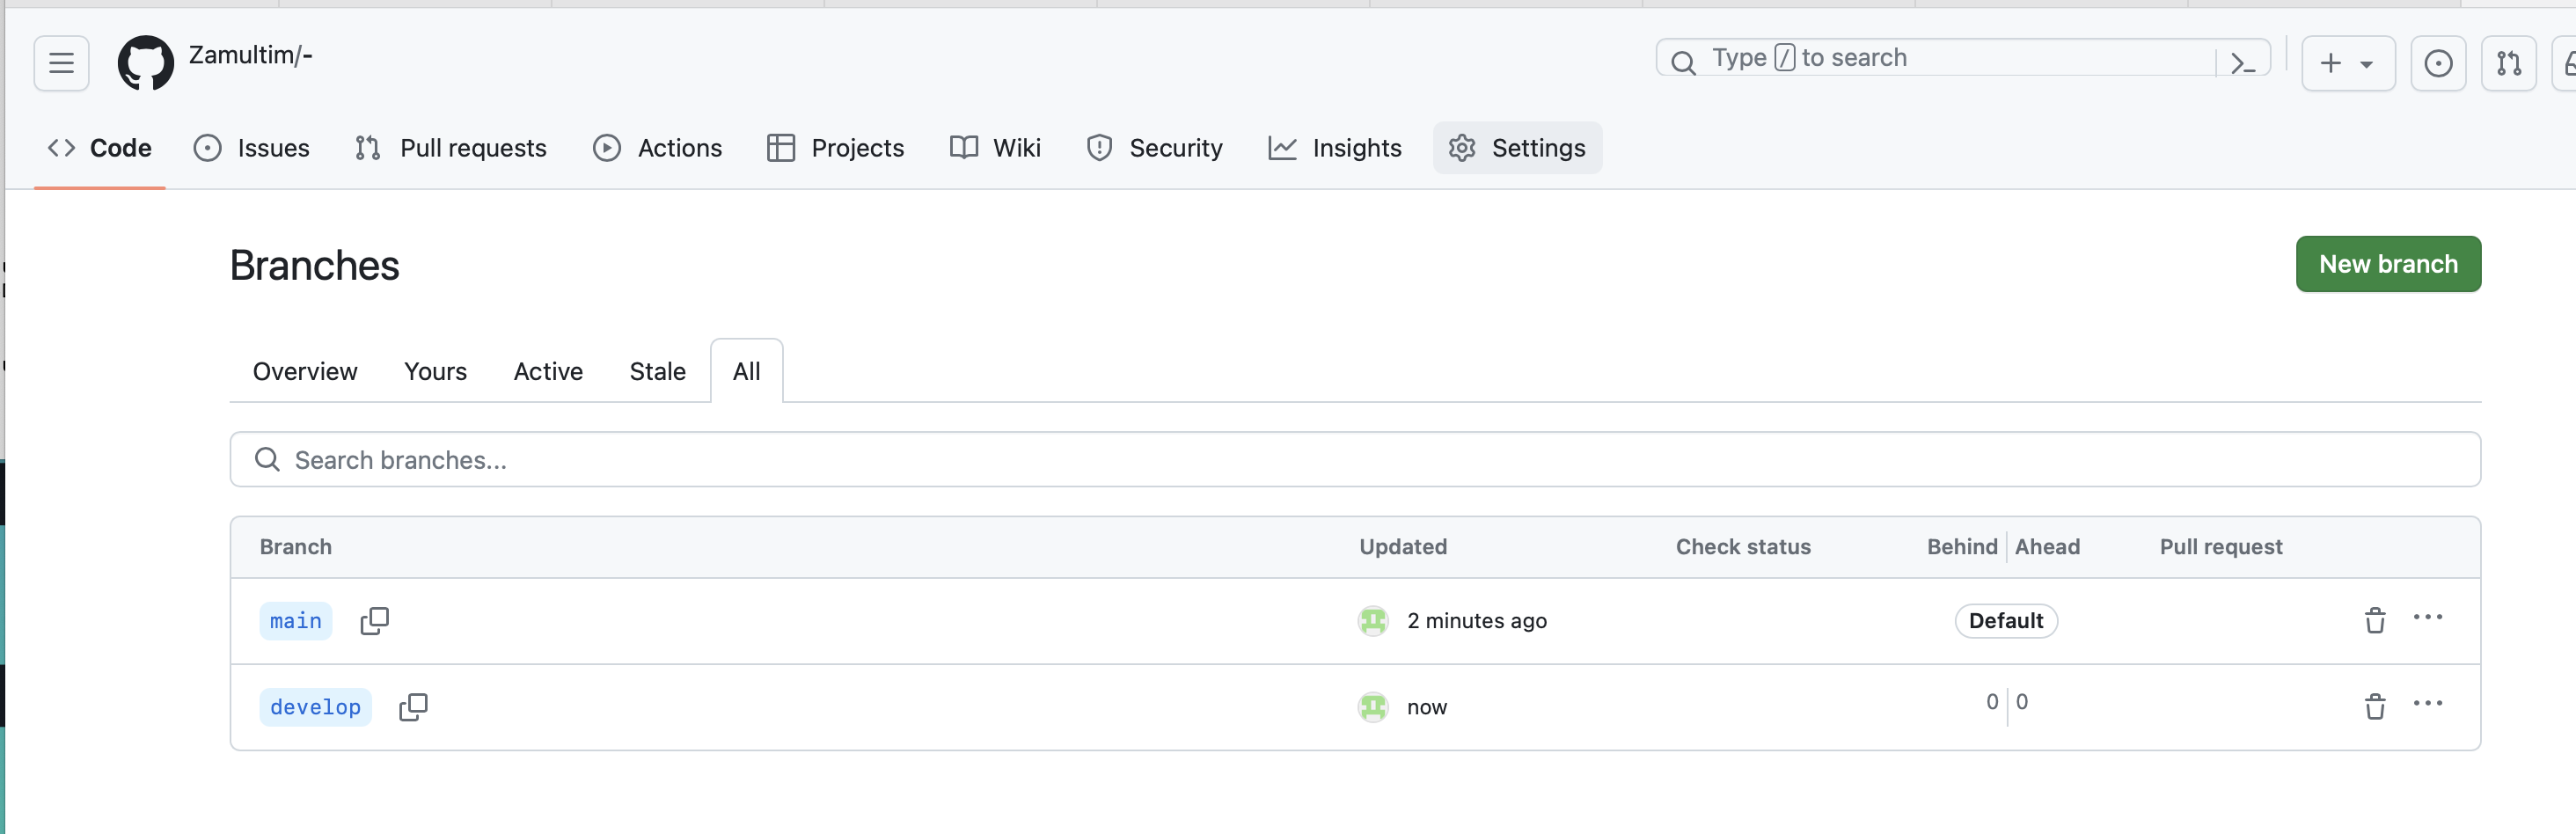 Zamultim/-
Type / to search
Code Issues Pull requests Actions Projects Wiki Security Insights Settings
Branches
New branch
Overview Yours Active Stale All
Search branches...
Branch Updated Check status Behind Ahead Pull request
main 2 minutes ago Default
develop now 0 0